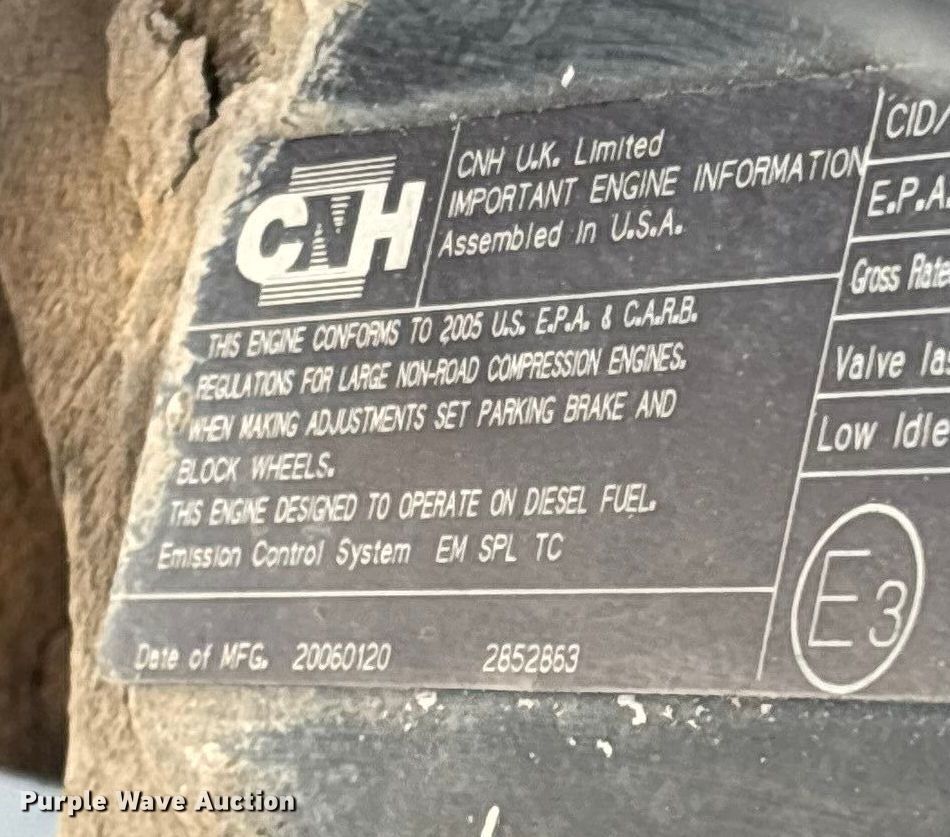 CNH
CNH U.K. Limited
IMPORTANT ENGINE INFORMATION
Assembled in U.S.A.
THIS ENGINE CONFORMS TO 2005 U.S. E.P.A. & C.A.R.B.
REGULATIONS FOR LARGE NON-ROAD COMPRESSION ENGINES.
WHEN MAKING ADJUSTMENTS SET PARKING BRAKE AND
BLOCK WHEELS.
THIS ENGINE DESIGNED TO OPERATE ON DIESEL FUEL.
Emission Control System EM SPL TC
Date of MFG. 20060120 2852863
CID/
E.P.A.
Gross Rate
Valve las
Low Idle
E3
Purple Wave Auction